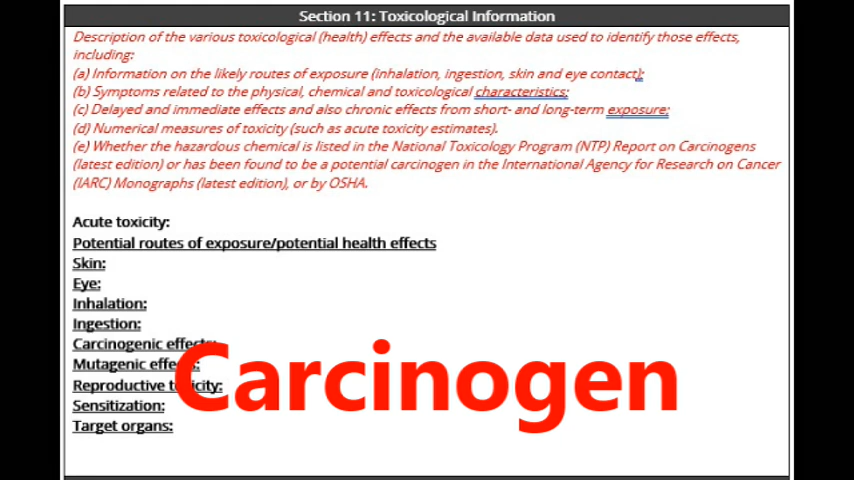 Section 11: Toxicological Information
Description of the various toxicological (health) effects and the available data used to identify those effects,
including:
(a) Information on the likely routes of exposure (inhalation, ingestion, skin and eye contact);
(b) Symptoms related to the physical, chemical and toxicological characteristics;
(c) Delayed and immediate effects and also chronic effects from short- and long-term exposure;
(d) Numerical measures of toxicity (such as acute toxicity estimates).
(e) Whether the hazardous chemical is listed in the National Toxicology Program (NTP) Report on Carcinogens
(latest edition) or has been found to be a potential carcinogen in the International Agency for Research on Cancer
(IARC) Monographs (latest edition), or by OSHA.
Acute toxicity:
Potential routes of exposure/potential health effects
Skin:
Eye:
Inhalation:
Ingestion:
Carcinogenic effects:
Mutagenic effects:
Reproductive toxicity:
Sensitization:
Target organs:
Carcinogen